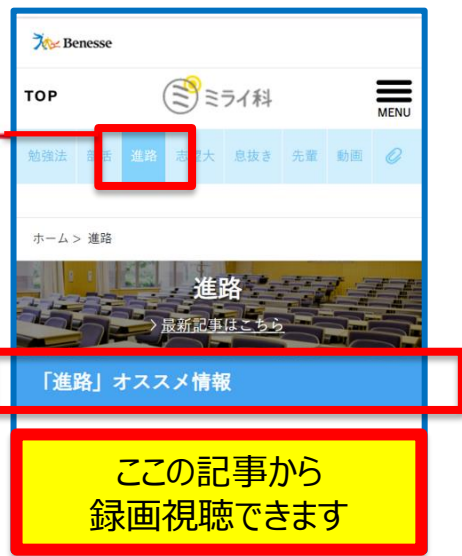 Benesse
TOP
ミライ科
MENU
勉強法 部活 進路 志望大 息抜き 先輩 動画
ホーム > 進路
進路
> 最新記事はこちら
「進路」オススメ情報
ここの記事から
録画視聴できます